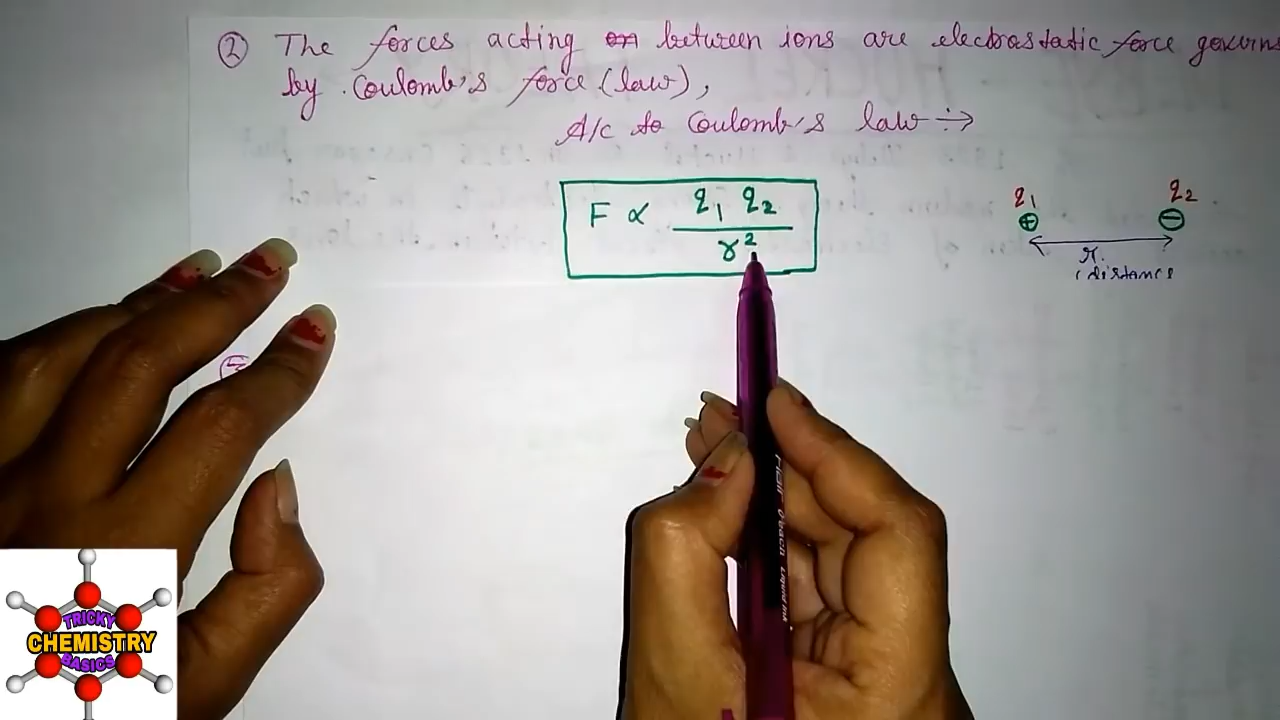 ② The forces acting between ions are electrostatic force governs
by Coulomb's force (law),
A/c to Coulomb's law ÷→
F ∝ q1 q2
r2
q1 q2
⊕ ⊖
r.
(distance
3
TRICKY
CHEMISTRY
BASICS